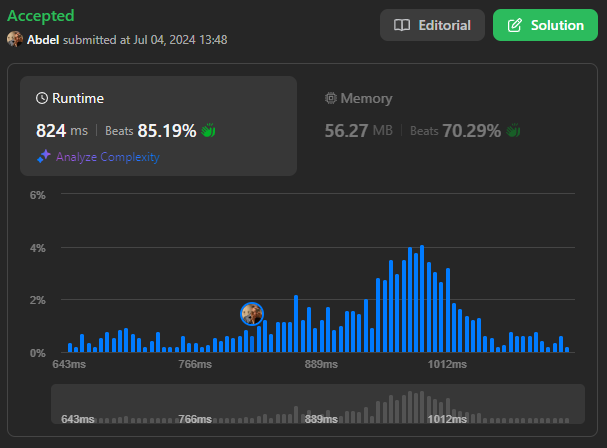 Accepted
Editorial
Solution
Abdel submitted at Jul 04, 2024 13:48
Runtime
Memory
824 ms | Beats 85.19%
56.27 MB | Beats 70.29%
Analyze Complexity
6%
4%
2%
0%
643ms 766ms 889ms 1012ms
643ms 766ms 889ms 1012ms